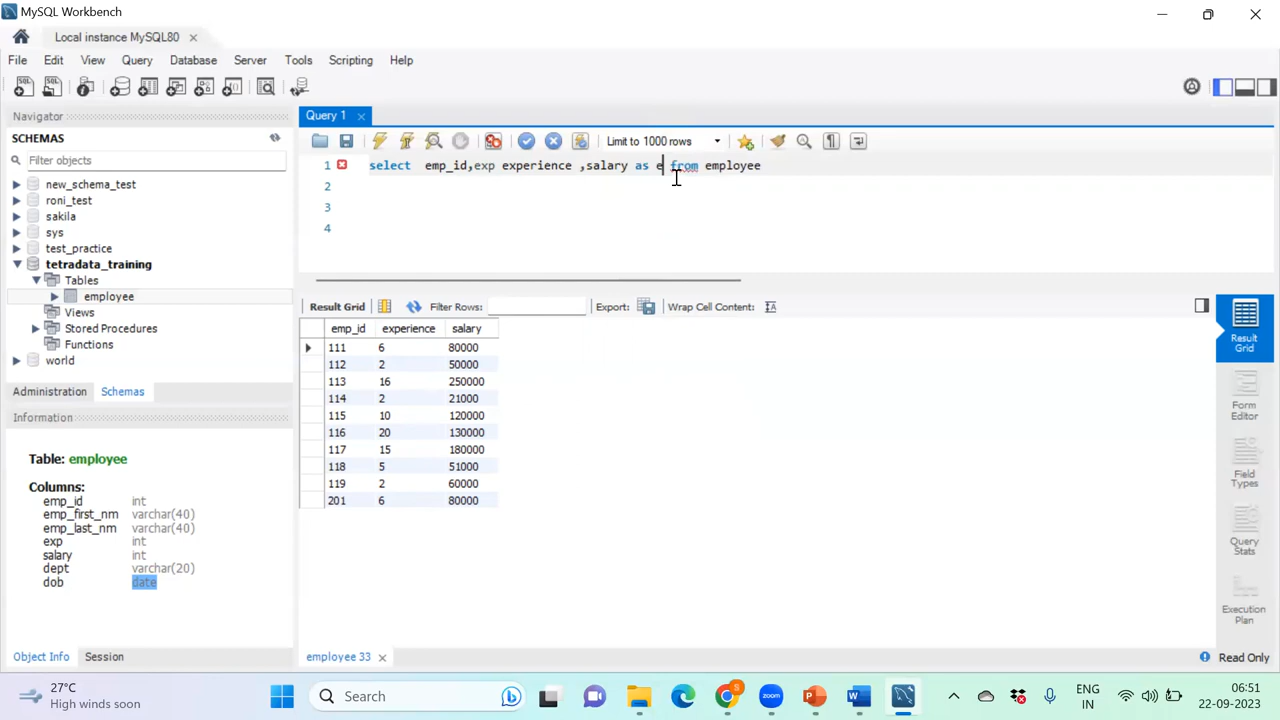 MySQL Workbench
Local instance MySQL80
File Edit View Query Database Server Tools Scripting Help
Navigator
SCHEMAS
Filter objects
new_schema_test
roni_test
sakila
sys
test_practice
tetradata_training
Tables
employee
Views
Stored Procedures
Functions
world
Administration Schemas
Information
Table: employee
Columns:
emp_id int
emp_first_nm varchar(40)
emp_last_nm varchar(40)
exp int
salary int
dept varchar(20)
dob date
Object Info Session
Query 1
Limit to 1000 rows
1 select emp_id,exp experience ,salary as e from employee
2
3
4
Result Grid Filter Rows: Export: Wrap Cell Content:
emp_id experience salary
111 6 80000
112 2 50000
113 16 250000
114 2 21000
115 10 120000
116 20 130000
117 15 180000
118 5 51000
119 2 60000
201 6 80000
Result
Grid
Form
Editor
Field
Types
Query
Stats
Execution
Plan
employee 33
Read Only
27°C
High winds soon
Search
zoom
5
ENG
IN
06:51
22-09-2023